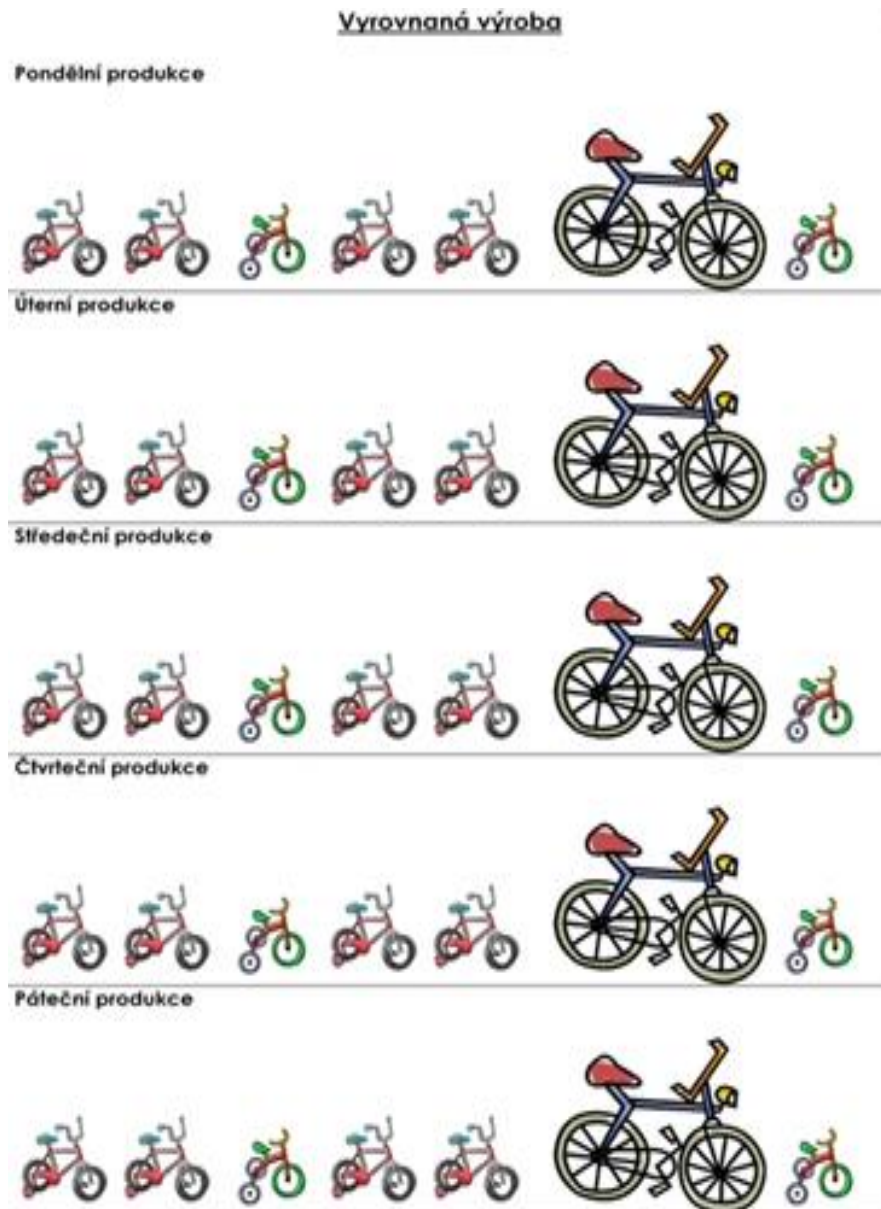 Vyrovnaná výroba
Pondělní produkce
Úterní produkce
Středeční produkce
Čtvrteční produkce
Páteční produkce